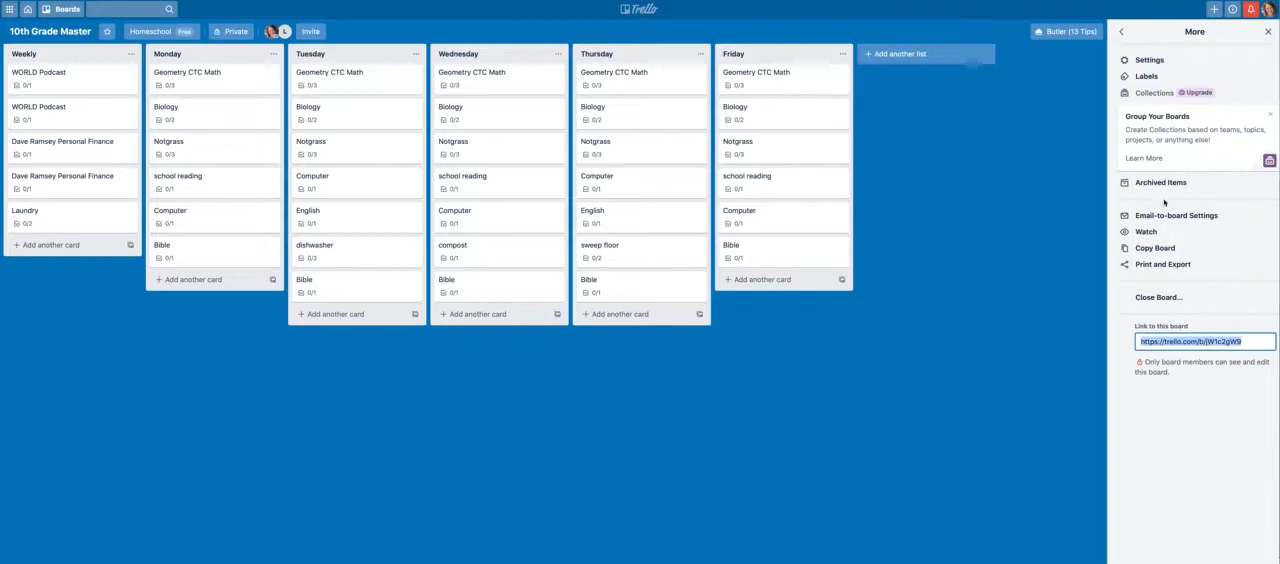 Boards
Trello
10th Grade Master
Homeschool Free
Private
L
Invite
Butler (13 Tips)
Weekly
WORLD Podcast
0/1
WORLD Podcast
0/1
Dave Ramsey Personal Finance
0/1
Dave Ramsey Personal Finance
0/1
Laundry
0/2
+ Add another card
Monday
Geometry CTC Math
0/3
Biology
0/2
Notgrass
0/3
school reading
0/1
Computer
0/1
Bible
0/1
+ Add another card
Tuesday
Geometry CTC Math
0/3
Biology
0/2
Notgrass
0/3
Computer
0/1
English
0/1
dishwasher
0/2
Bible
0/1
+ Add another card
Wednesday
Geometry CTC Math
0/3
Biology
0/2
Notgrass
0/3
school reading
0/1
Computer
0/1
compost
0/1
Bible
0/1
+ Add another card
Thursday
Geometry CTC Math
0/3
Biology
0/2
Notgrass
0/3
Computer
0/1
English
0/1
sweep floor
0/2
Bible
0/1
+ Add another card
Friday
Geometry CTC Math
0/3
Biology
0/2
Notgrass
0/3
school reading
0/1
Computer
0/1
Bible
0/1
+ Add another card
+ Add another list
More
Settings
Labels
Collections Upgrade
Group Your Boards
Create Collections based on teams, topics,
projects, or anything else!
Learn More
Archived Items
Email-to-board Settings
Watch
Copy Board
Print and Export
Close Board...
Link to this board
https://trello.com/b/jW1c2gW9
Only board members can see and edit
this board.